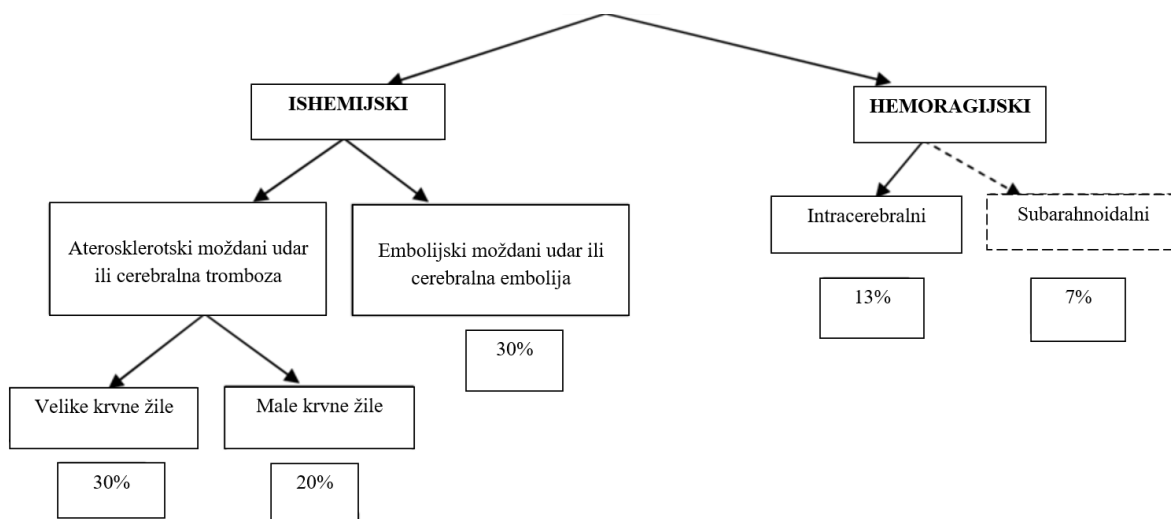 ISHEMIJSKI
HEMORAGIJSKI
Aterosklerotski moždani udar
ili cerebralna tromboza
Embolijski moždani udar ili
cerebralna embolija
Intracerebralni
Subarahnoidalni
13%
7%
30%
Velike krvne žile
Male krvne žile
30%
20%